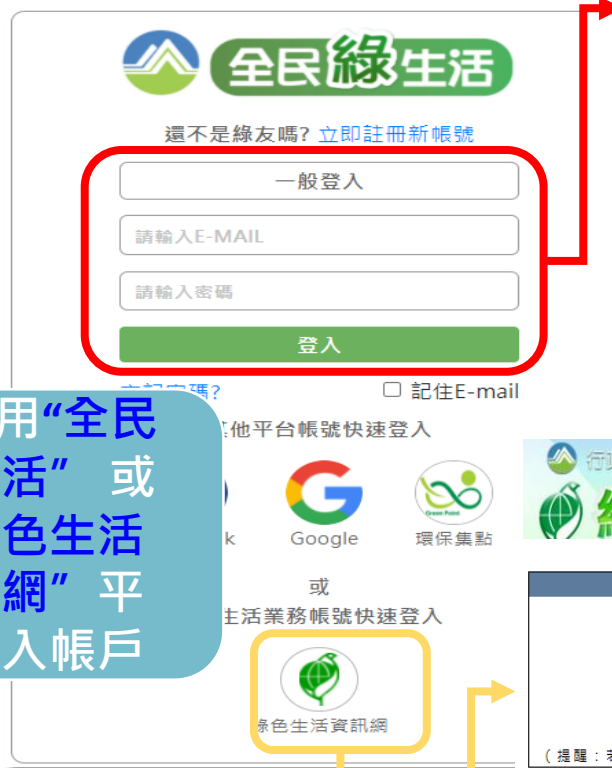 全民綠生活
還不是綠友嗎? 立即註冊新帳號
一般登入
請輸入E-MAIL
請輸入密碼
登入
記住E-mail
用“全民
活” 或
色生活
網” 平
入帳戶
他平台帳號快速登入
k
Google
環保集點
Green Point
或
生活業務帳號快速登入
綠色生活資訊網
行
綠
(提醒：